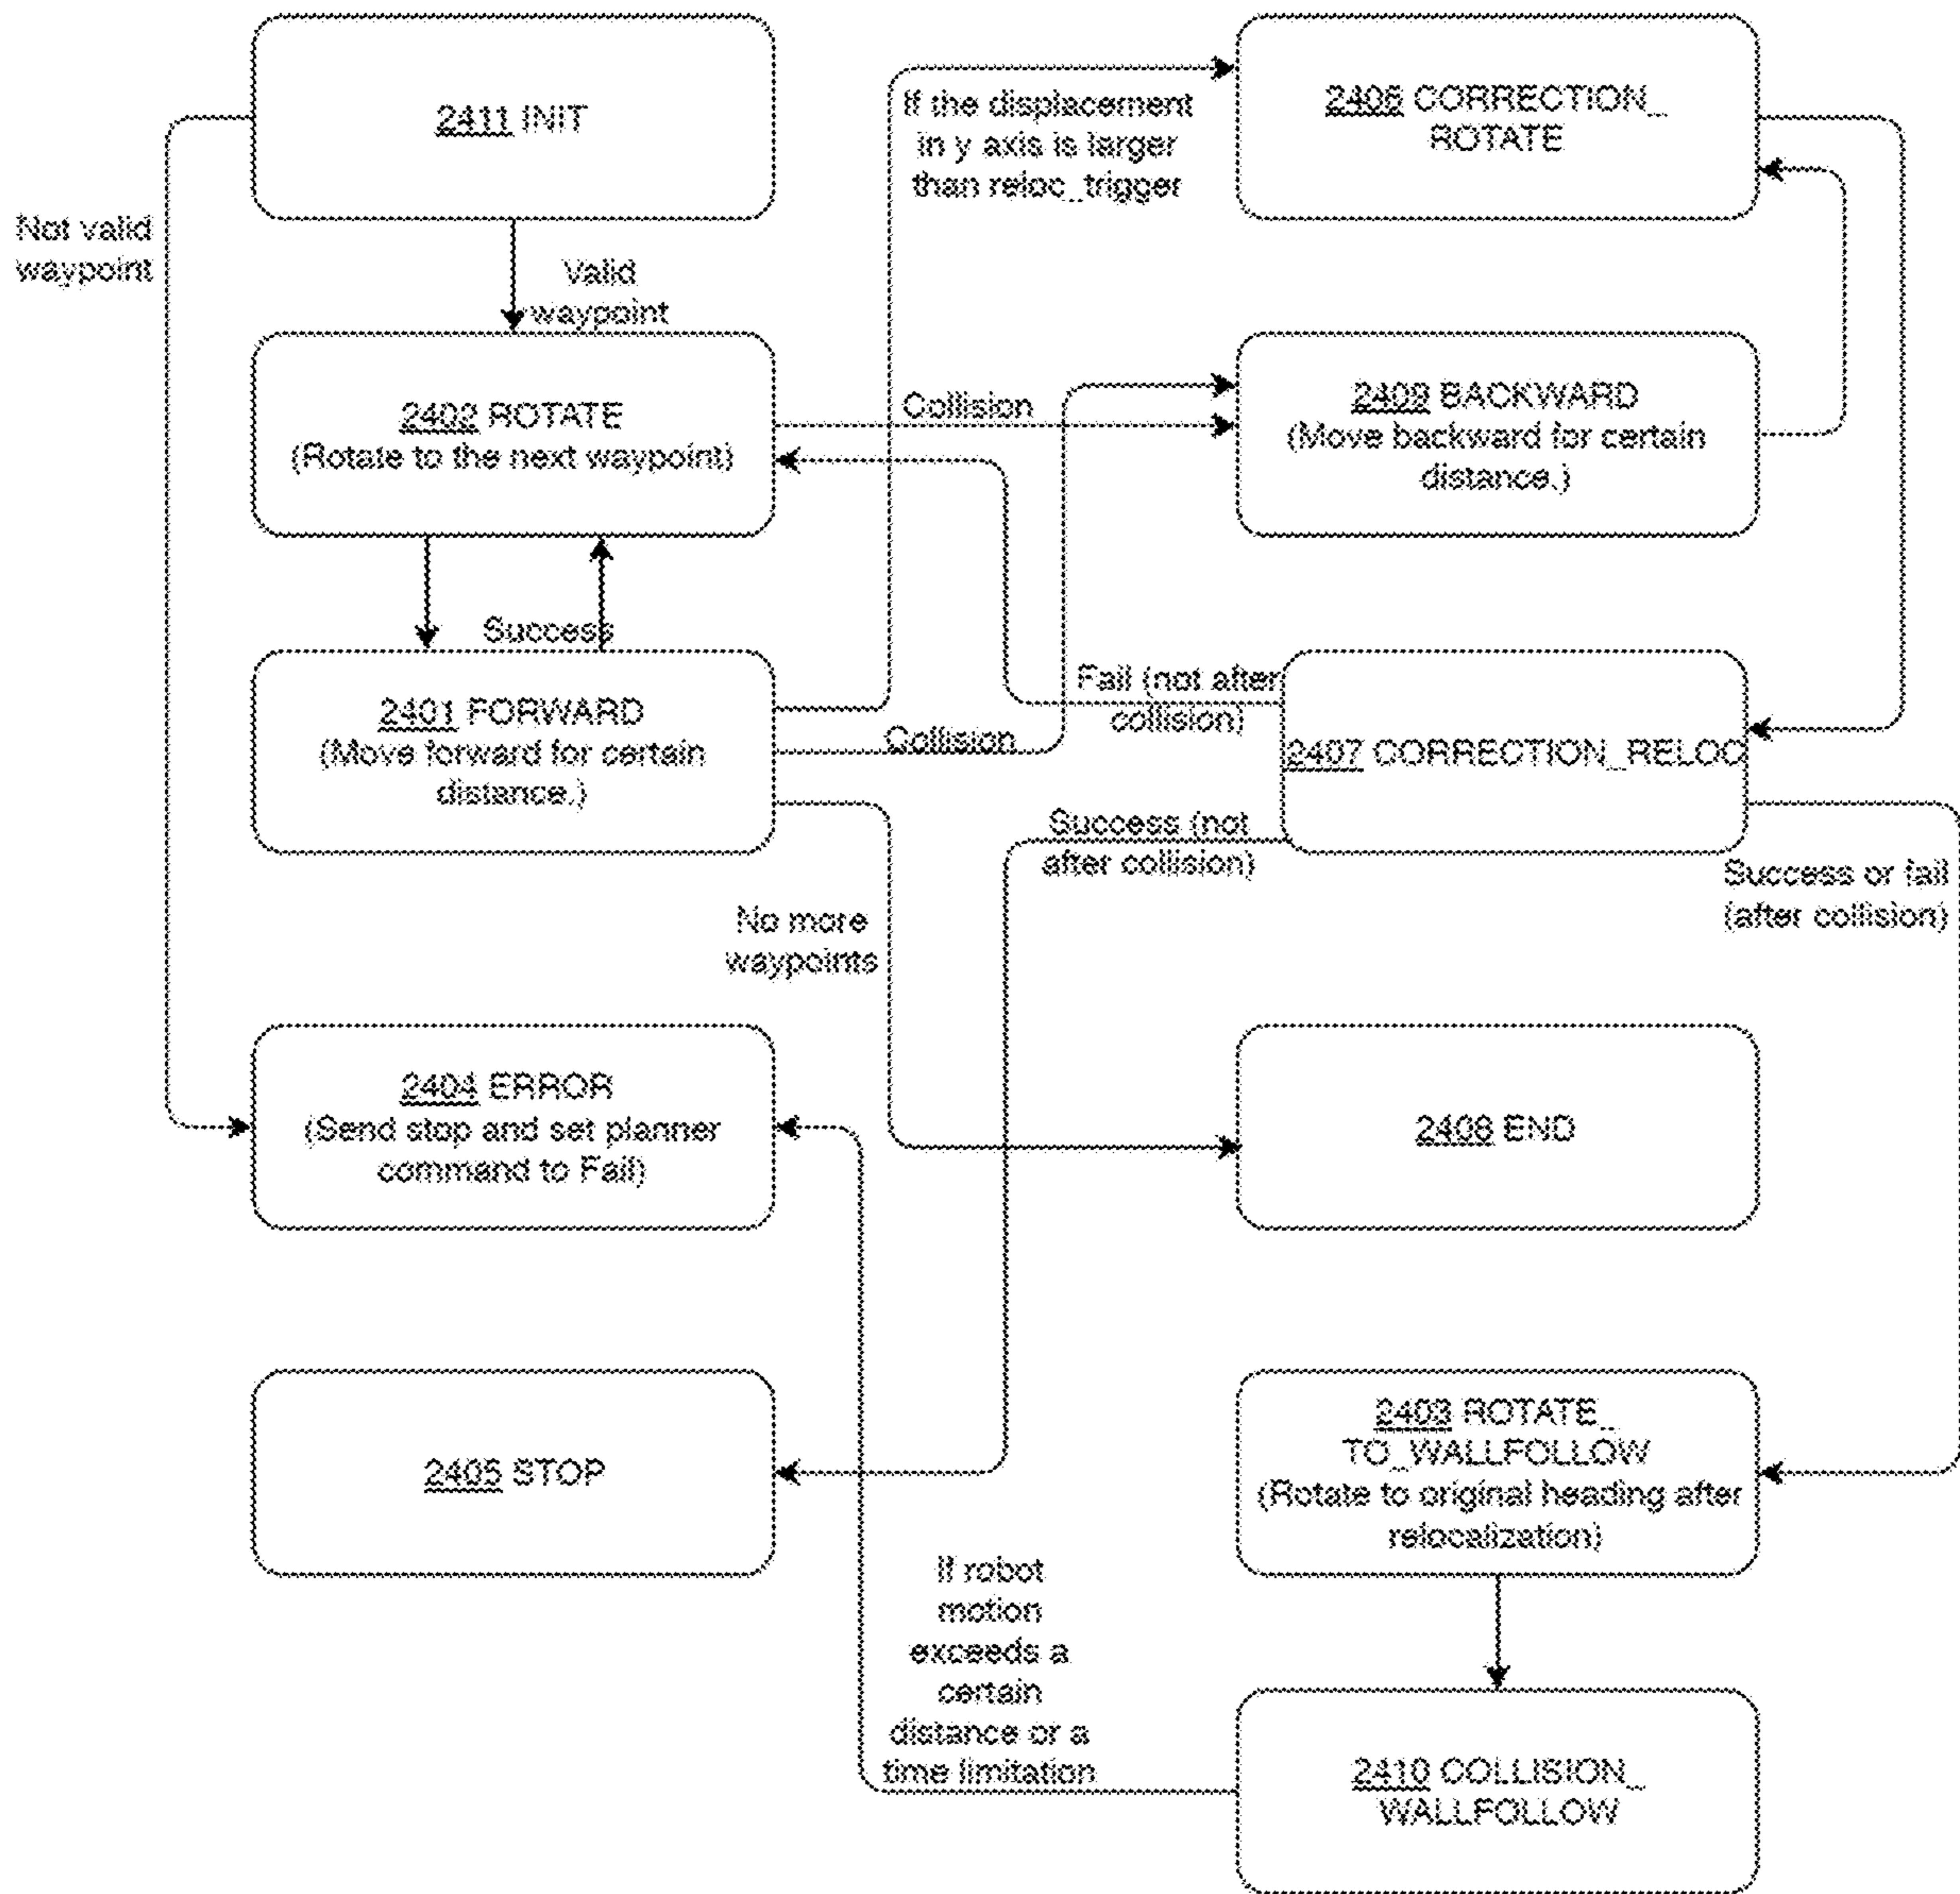 2411 INIT
Not valid
waypoint
Valid
waypoint
2402 ROTATE
(Rotate to the next waypoint)
Success
2401 FORWARD
(Move forward for certain
distance.)
If the displacement
in y axis is larger
than reloc_trigger
2406 CORRECTION_
ROTATE
Collision
2409 BACKWARD
(Move backward for certain
distance.)
Collision
Fail (not after
collision)
2407 CORRECTION_RELOC
Success (not
after collision)
Success or fail
(after collision)
No more
waypoints
2404 ERROR
(Send stop and set planner
command to Fail)
2408 END
2405 STOP
2403 ROTATE_
TO_WALLFOLLOW
(Rotate to original heading after
relocalization)
If robot
motion
exceeds a
certain
distance or a
time limitation
2410 COLLISION_
WALLFOLLOW